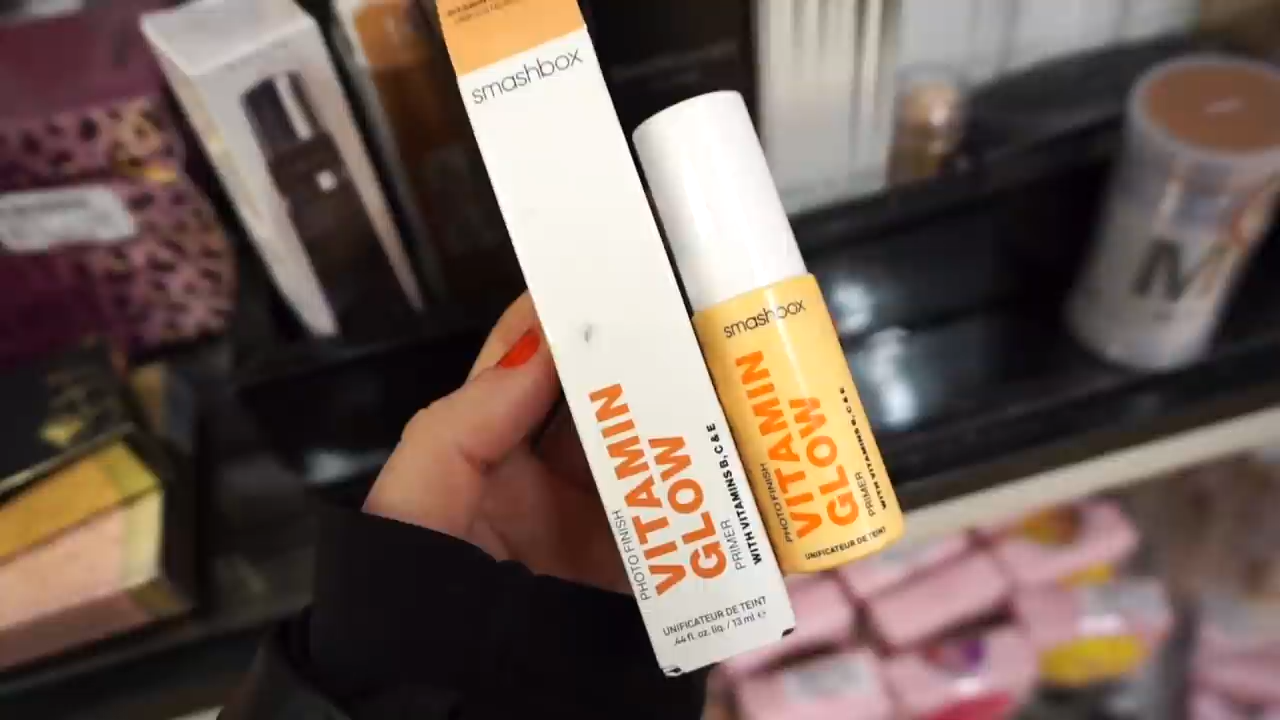 smashbox
PHOTO FINISH
VITAMIN
GLOW
PRIMER
WITH VITAMINS B, C & E
UNIFICATEUR DE TEINT
.44 fl. oz. liq. / 13 ml ℮
smashbox
PHOTO FINISH
VITAMIN
GLOW
PRIMER
WITH VITAMINS B, C & E
UNIFICATEUR DE TEINT
M